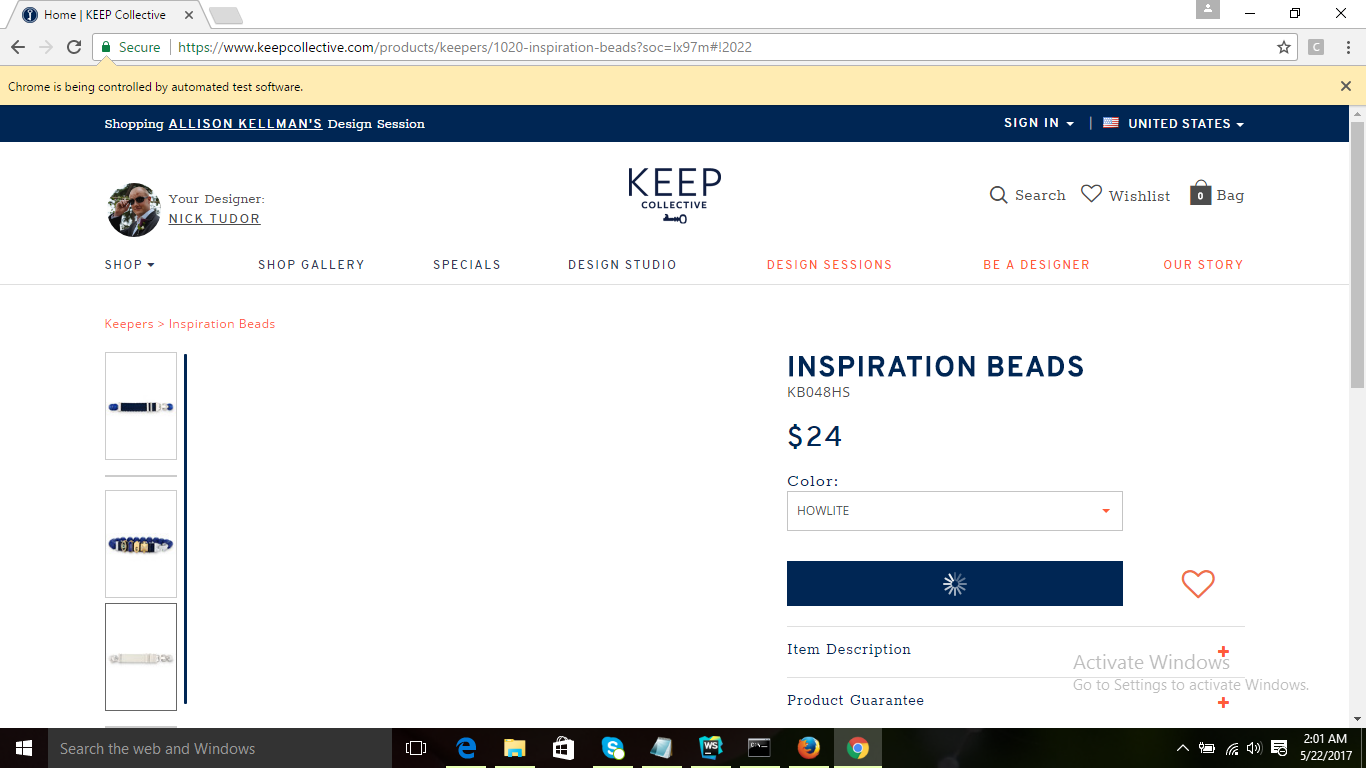 Home | KEEP Collective
Secure
https://www.keepcollective.com/products/keepers/1020-inspiration-beads?soc=lx97m#!2022
C
Chrome is being controlled by automated test software.
Shopping ALLISON KELLMAN'S Design Session
SIGN IN | UNITED STATES
Your Designer:
NICK TUDOR
KEEP
COLLECTIVE
Search
Wishlist
0 Bag
SHOP
SHOP GALLERY
SPECIALS
DESIGN STUDIO
DESIGN SESSIONS
BE A DESIGNER
OUR STORY
Keepers > Inspiration Beads
INSPIRATION BEADS
KB048HS
$24
Color:
HOWLITE
Item Description
+
Activate Windows
Go to Settings to activate Windows.
Product Guarantee
+
Search the web and Windows
WS
2:01 AM
5/22/2017